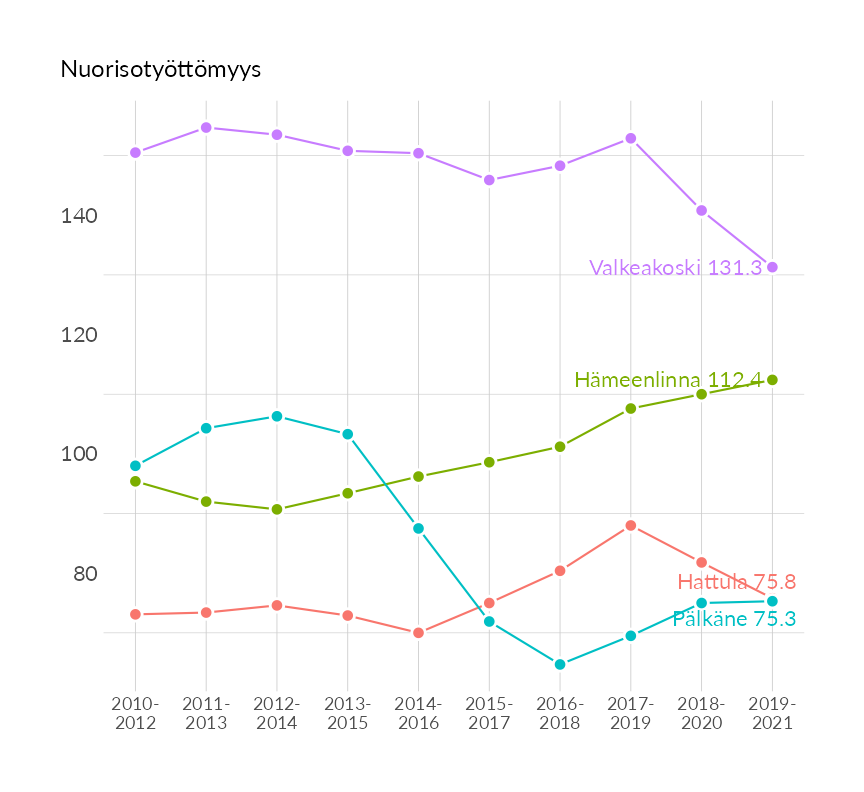 Nuorisotyöttömyys
140
120
100
80
Valkeakoski 131.3
Hämeenlinna 112.4
Hattula 75.8
Pälkäne 75.3
2010- 2011- 2012- 2013- 2014- 2015- 2016- 2017- 2018- 2019-
2012 2013 2014 2015 2016 2017 2018 2019 2020 2021